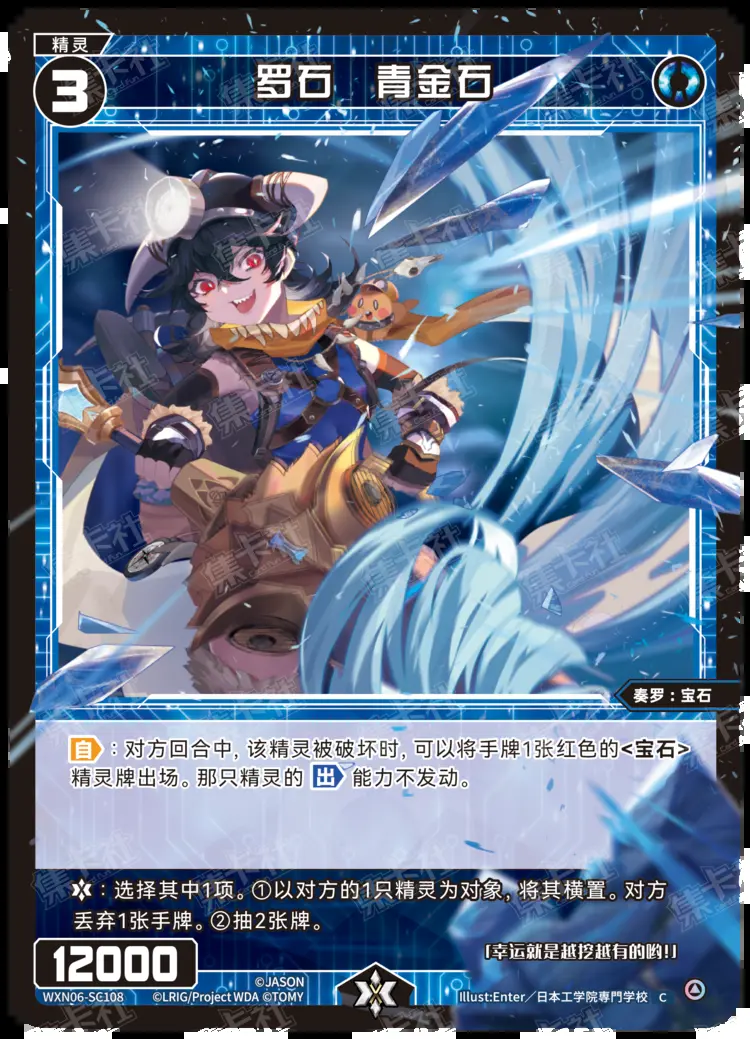 精灵
3
罗石 青金石
奏罗：宝石
自：对方回合中, 该精灵被破坏时, 可以将手牌1张红色的<宝石>
精灵牌出场。那只精灵的 出 能力不发动。
：选择其中1项。①以对方的1只精灵为对象, 将其横置。对方
丢弃1张手牌。②抽2张牌。
「幸运就是越挖越有的哟!」
12000
©JASON
WXN06-SC108 ©LRIG/Project WDA ©TOMY
Illust:Enter／日本工学院専門学校 C
集卡社